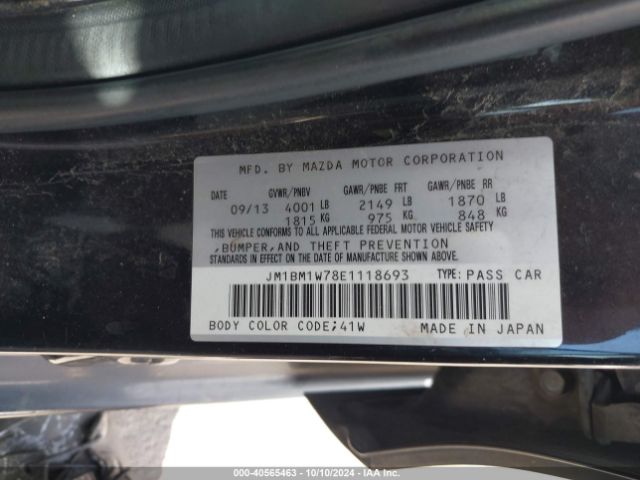 MFD. BY MAZDA MOTOR CORPORATION
DATE GVWR/PNBV GAWR/PNBE FRT GAWR/PNBE RR
09/13 4001 LB 2149 LB 1870 LB
1815 KG 975 KG 848 KG
THIS VEHICLE CONFORMS TO ALL APPLICABLE FEDERAL MOTOR VEHICLE SAFETY
,BUMPER,AND THEFT PREVENTION
STANDARDS IN EFFECT ON THE DATE OF MANUFACTURE SHOWN ABOVE.
JM1BM1W78E1118693 TYPE: PASS CAR
BODY COLOR CODE;41W MADE IN JAPAN
000-40565463 - 10/10/2024 - IAAI.com